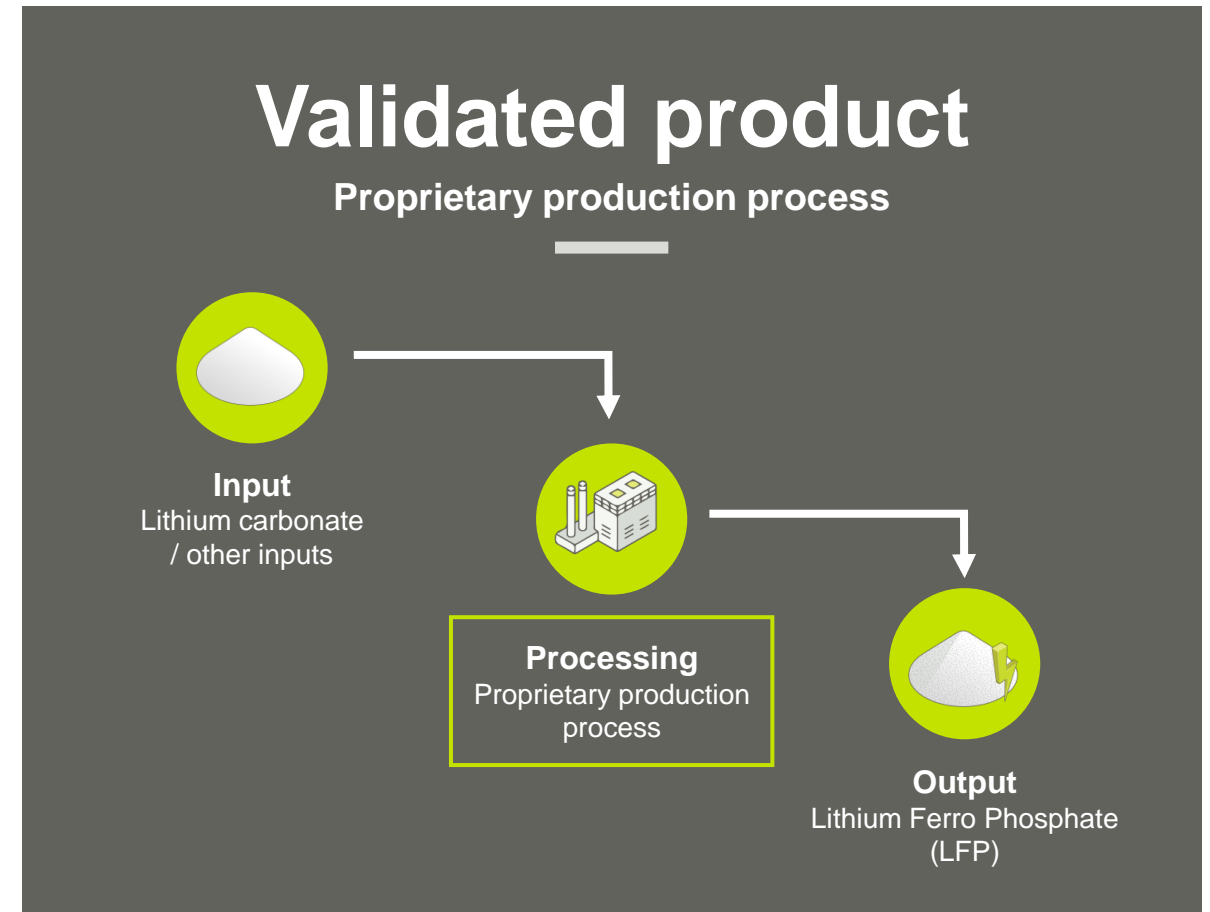 Validated product
Proprietary production process
Input
Lithium carbonate
/ other inputs
Processing
Proprietary production
process
Output
Lithium Ferro Phosphate
(LFP)